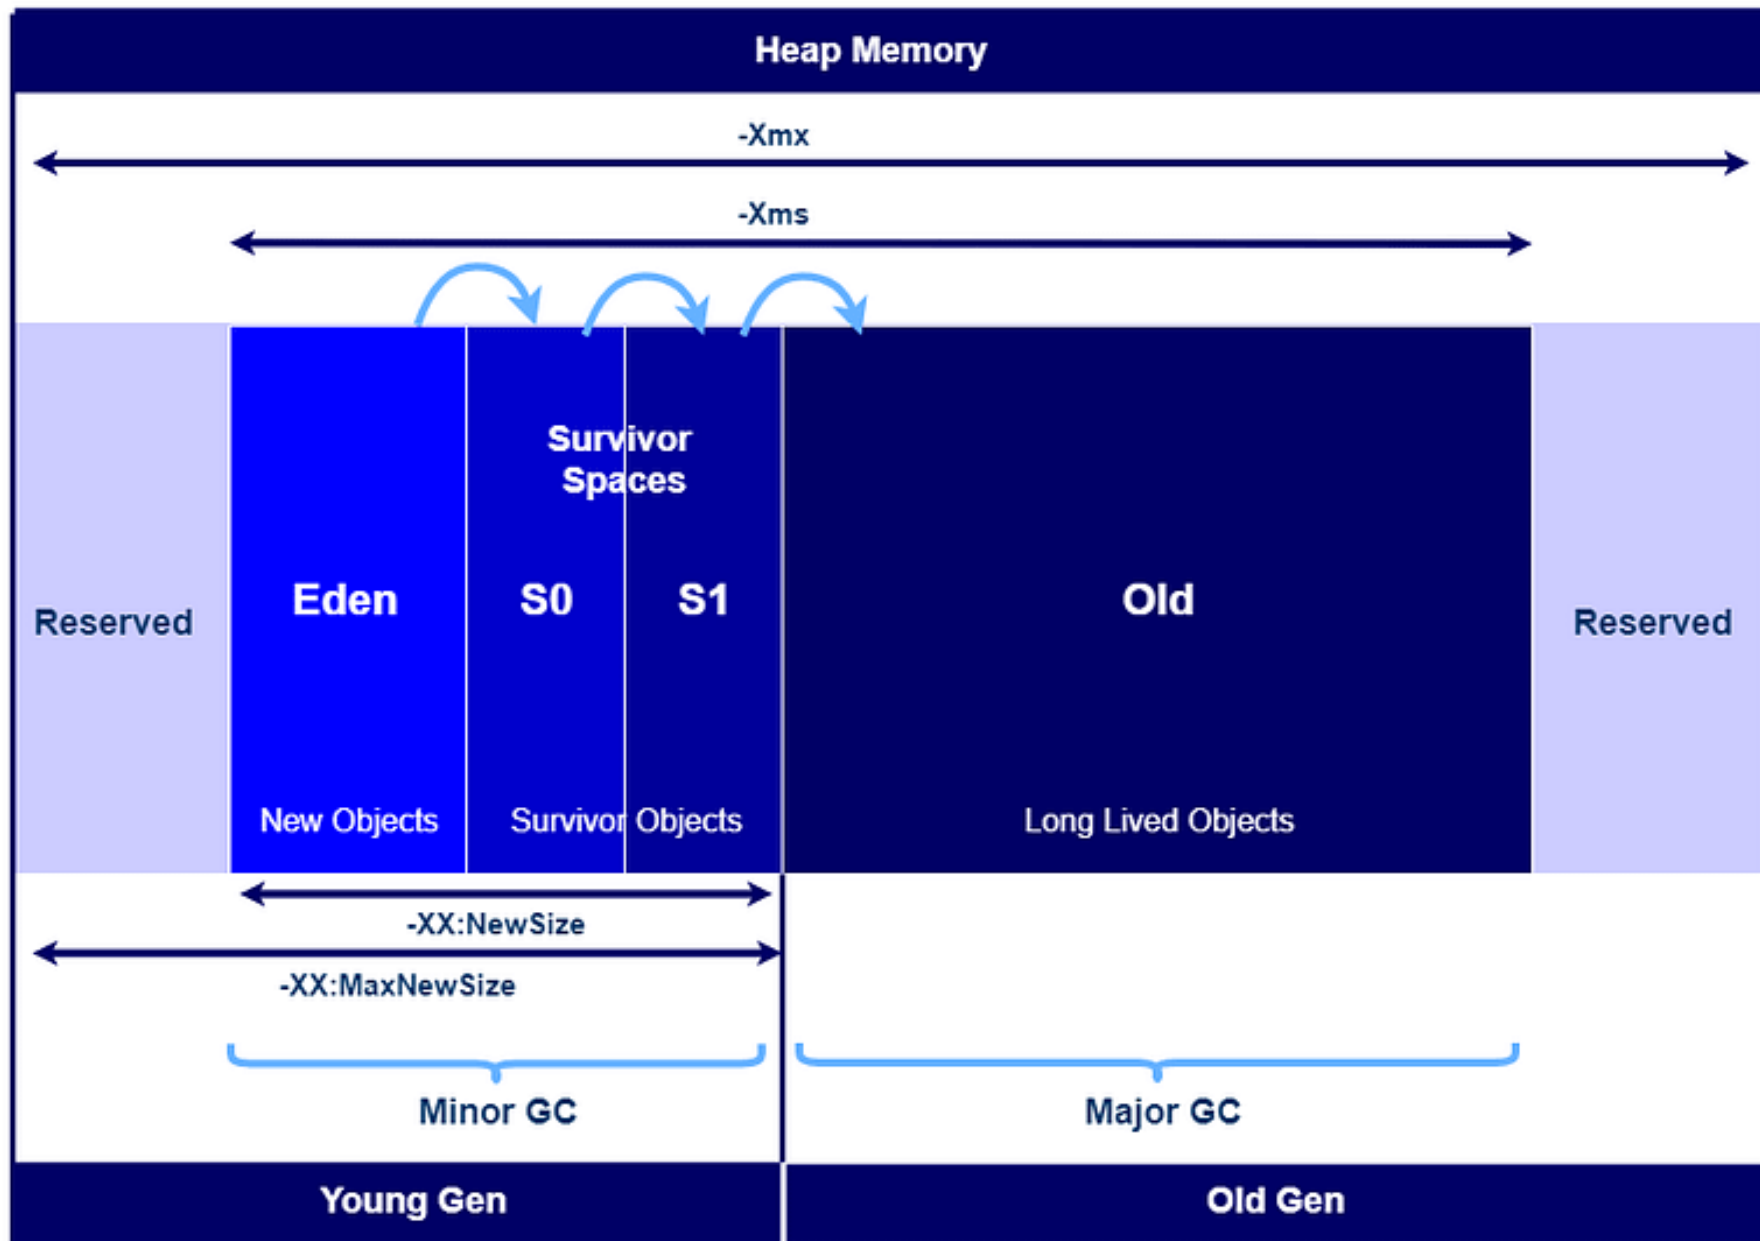 Heap Memory
-Xmx
-Xms
Survivor
Spaces
Eden
S0
S1
Old
Reserved
Reserved
New Objects
Survivor Objects
Long Lived Objects
-XX:NewSize
-XX:MaxNewSize
Minor GC
Major GC
Young Gen
Old Gen